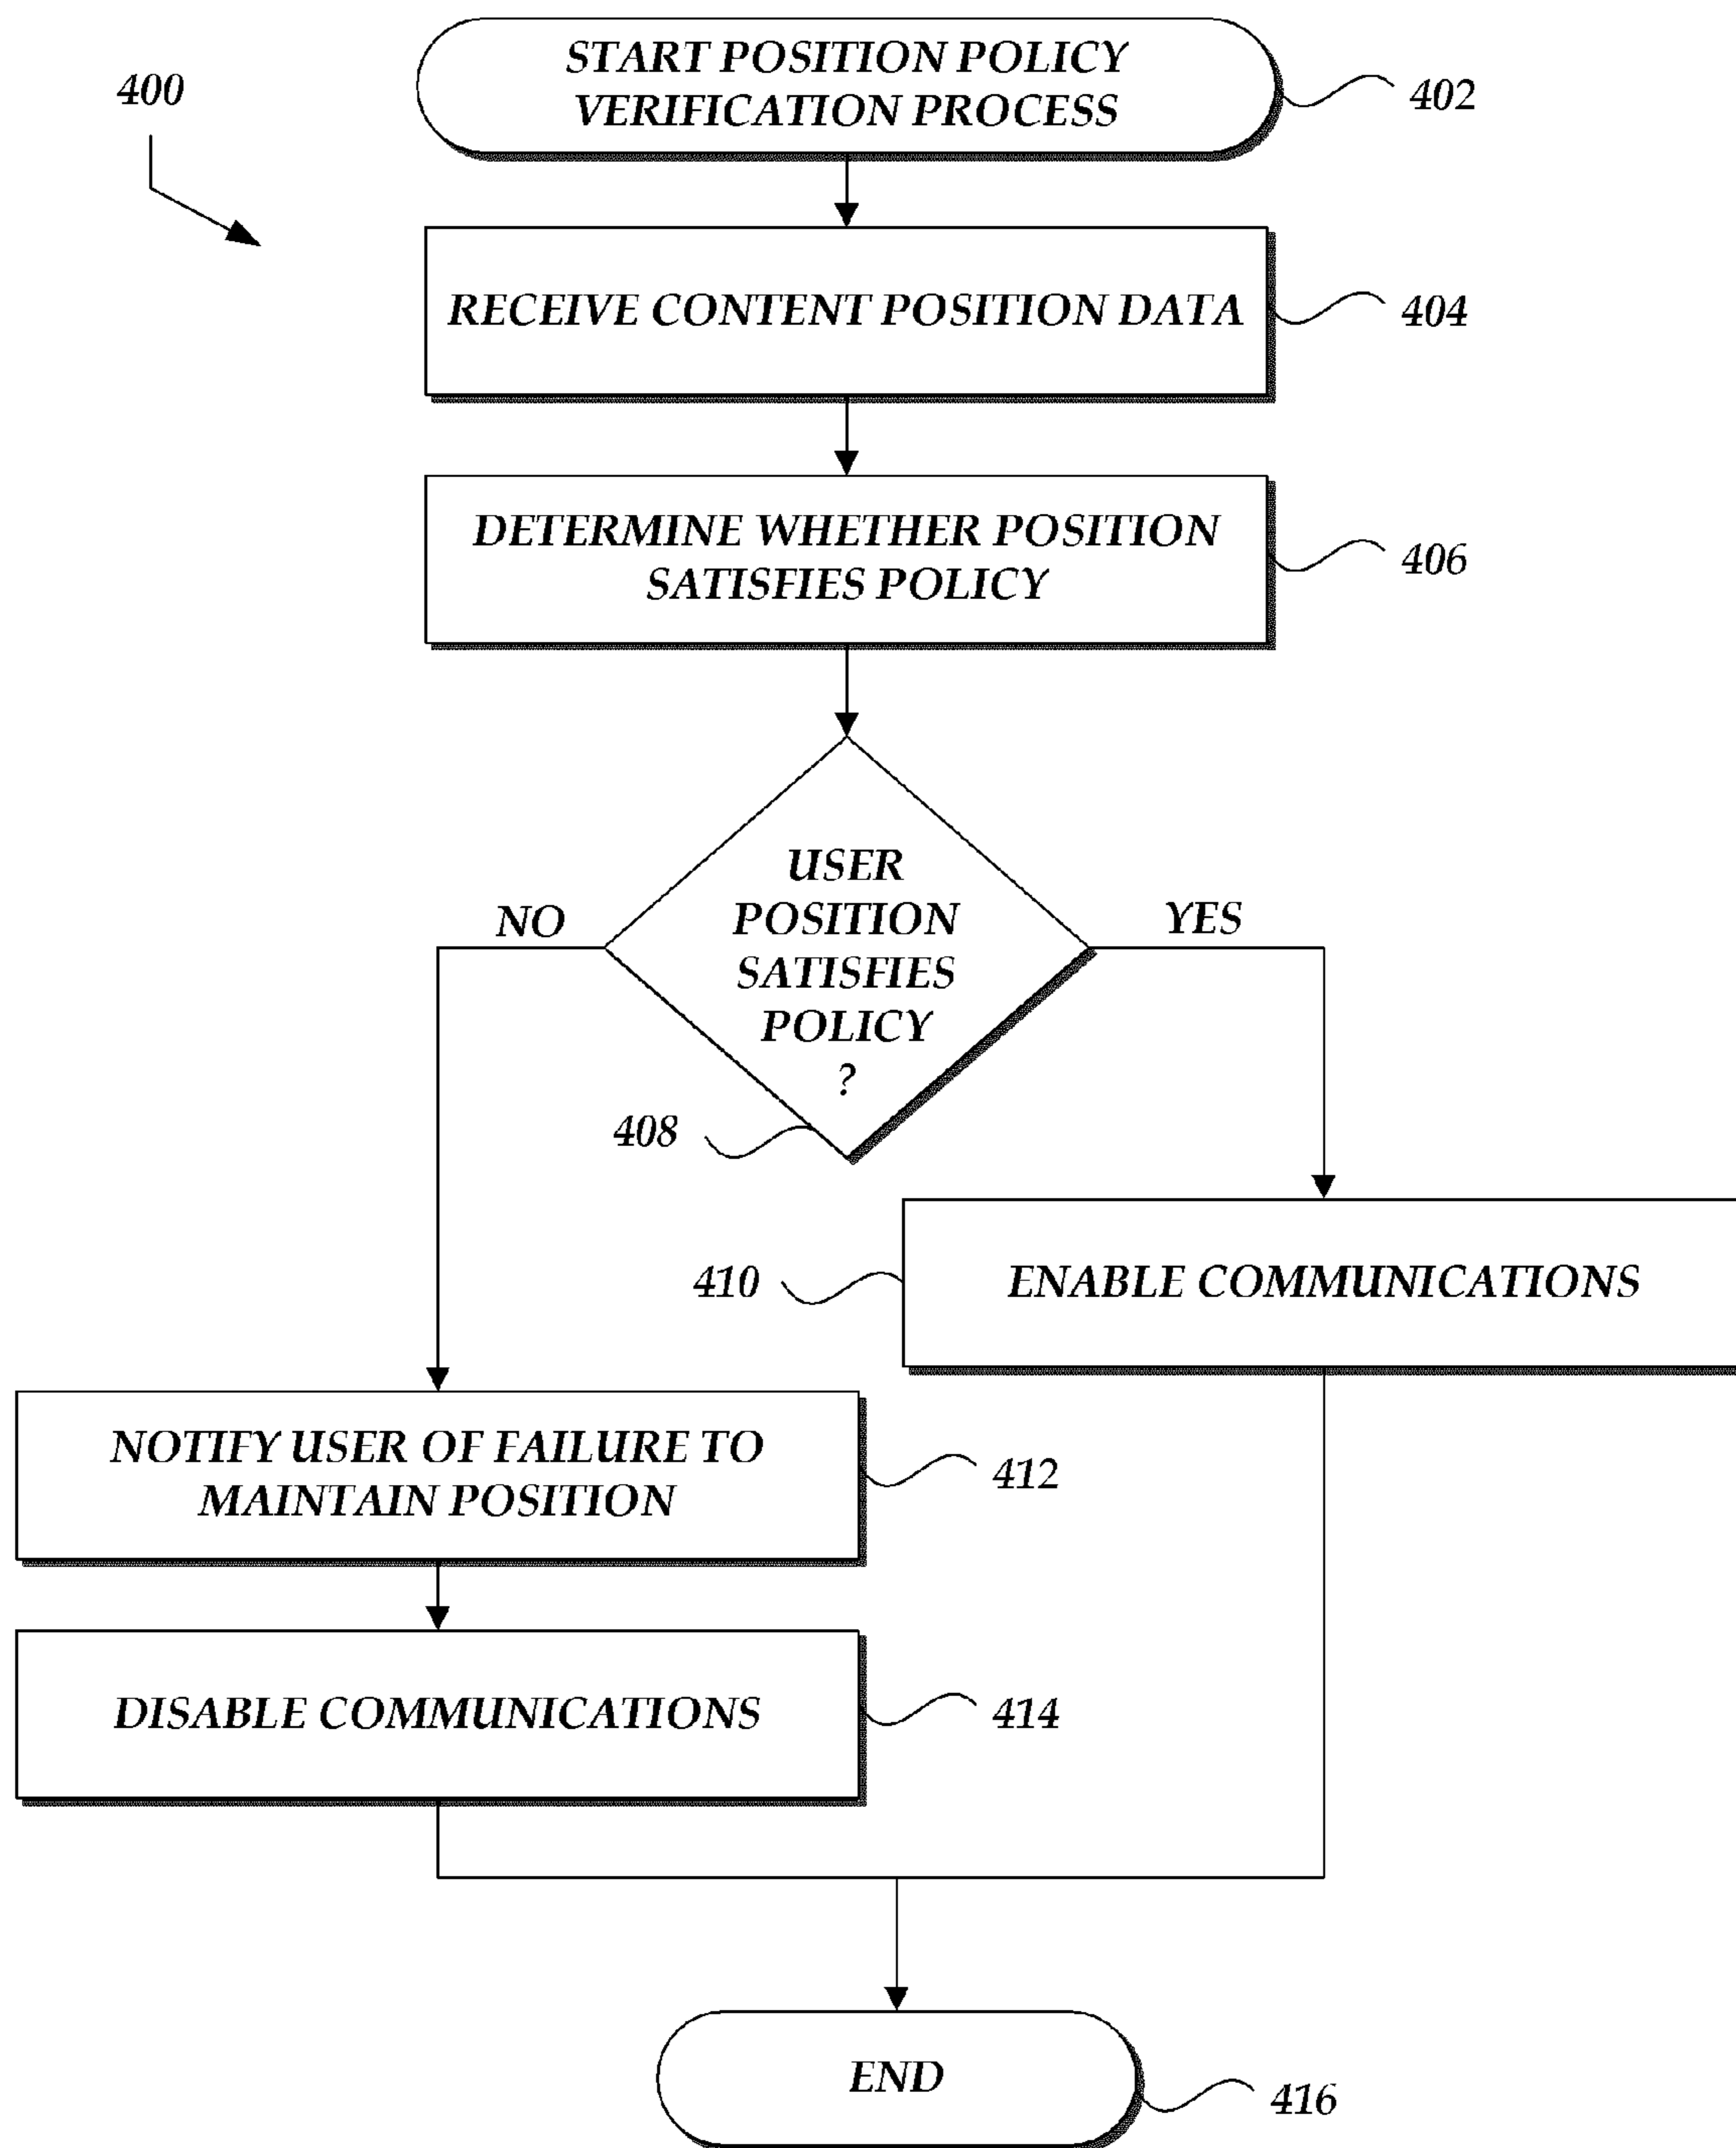 400
START POSITION POLICY
VERIFICATION PROCESS
402
RECEIVE CONTENT POSITION DATA
404
DETERMINE WHETHER POSITION
SATISFIES POLICY
406
USER
POSITION
SATISFIES
POLICY
?
NO
YES
408
410
ENABLE COMMUNICATIONS
NOTIFY USER OF FAILURE TO
MAINTAIN POSITION
412
DISABLE COMMUNICATIONS
414
END
416